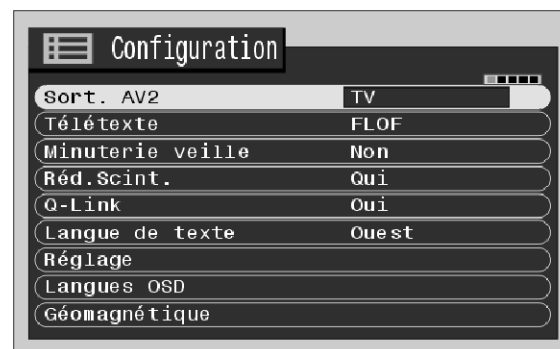 Configuration
Sort. AV2 TV
Télétexte FLOF
Minuterie veille Non
Réd.Scint. Qui
Q-Link Oui
Langue de texte Ouest
Réglage
Langues OSD
Géomagnétique